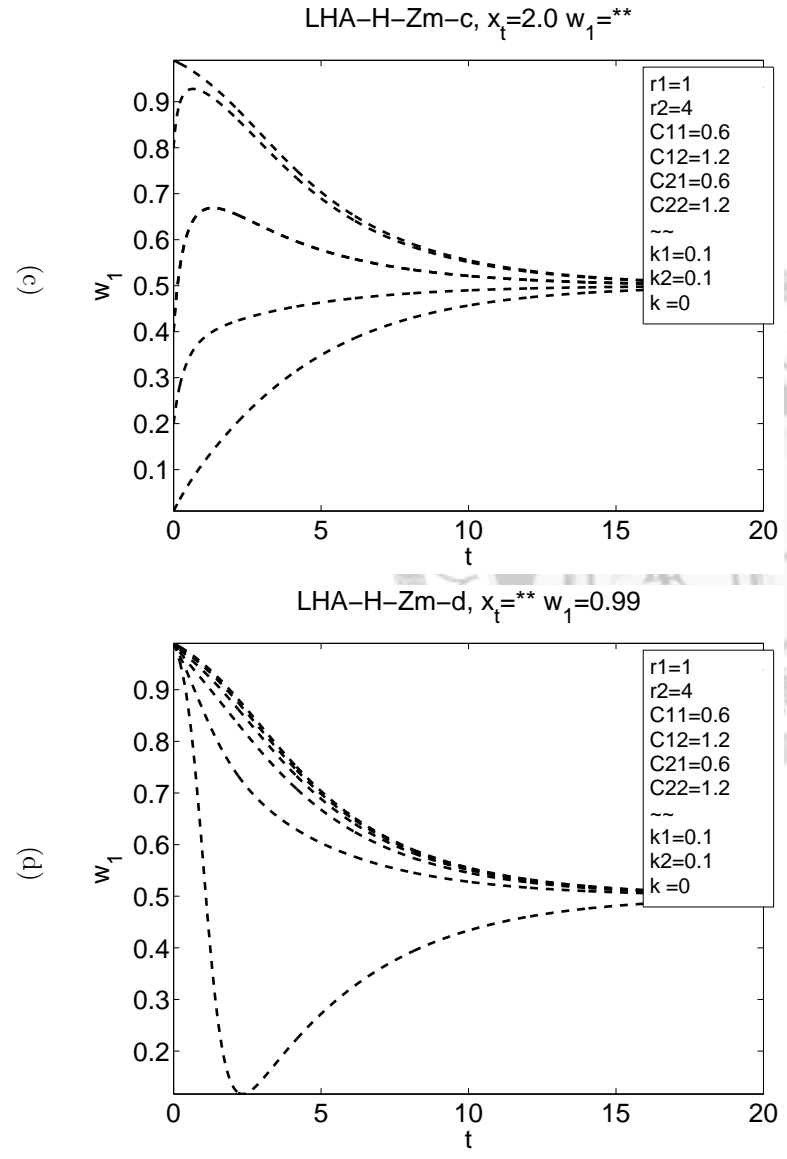 LHA−H−Zm−c, x_t=2.0 w_1=**
0.9
0.8
0.7
0.6
0.5
0.4
0.3
0.2
0.1
w_1
(c)
0 5 10 15 20
t
r1=1
r2=4
C11=0.6
C12=1.2
C21=0.6
C22=1.2
~~
k1=0.1
k2=0.1
k =0
LHA−H−Zm−d, x_t=** w_1=0.99
0.9
0.8
0.7
0.6
0.5
0.4
0.3
0.2
w_1
(d)
0 5 10 15 20
t
r1=1
r2=4
C11=0.6
C12=1.2
C21=0.6
C22=1.2
~~
k1=0.1
k2=0.1
k =0